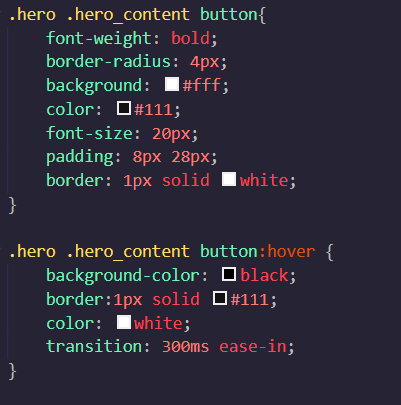 .hero .hero_content button{
font-weight: bold;
border-radius: 4px;
background: #fff;
color: #111;
font-size: 20px;
padding: 8px 28px;
border: 1px solid white;
}
.hero .hero_content button:hover {
background-color: black;
border:1px solid #111;
color: white;
transition: 300ms ease-in;
}